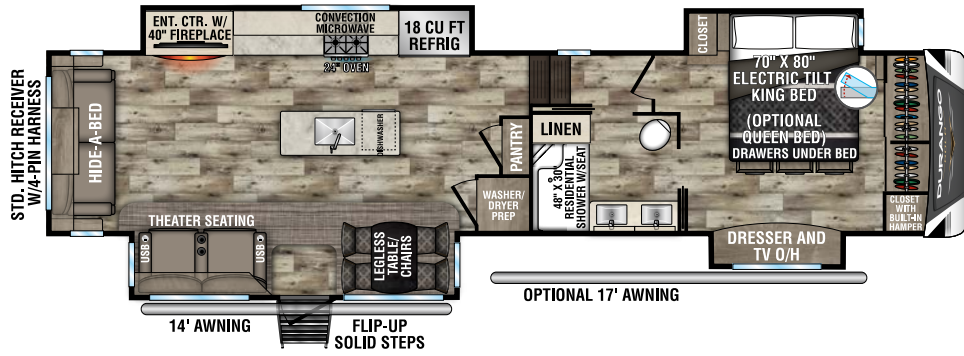 ENT. CTR. W/
40" FIREPLACE
CONVECTION
MICROWAVE
24" OVEN
18 CU FT
REFRIG
STD. HITCH RECEIVER
W/4-PIN HARNESS
HIDE-A-BED
DISHWASHER
PANTRY
WASHER/
DRYER
PREP
LINEN
48" X 30"
RESIDENTIAL
SHOWER W/SEAT
CLOSET
70" X 80"
ELECTRIC TILT
KING BED
(OPTIONAL
QUEEN BED)
DRAWERS UNDER BED
DURANGO
CLOSET
WITH
BUILT-IN
HAMPER
DRESSER AND
TV O/H
THEATER SEATING
USB
USB
LEGLESS
TABLE/
CHAIRS
OPTIONAL 17' AWNING
14' AWNING
FLIP-UP
SOLID STEPS